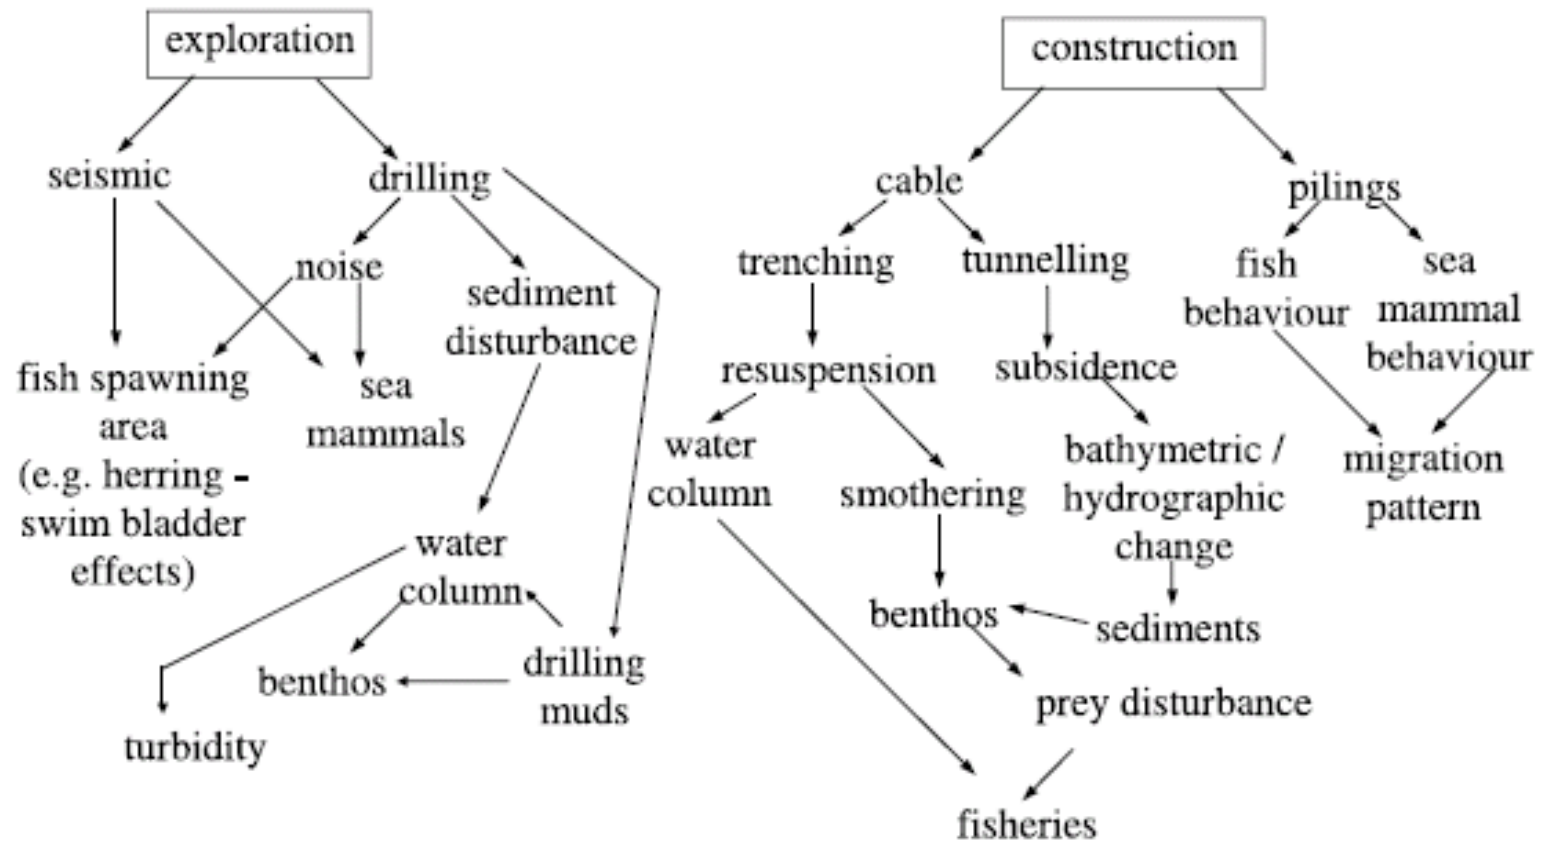 exploration
seismic
drilling
noise
sediment
disturbance
fish spawning
area
(e.g. herring -
swim bladder
effects)
sea
mammals
water
column
benthos
drilling
muds
turbidity
construction
cable
pilings
trenching
tunnelling
fish
behaviour
sea
mammal
behaviour
resuspension
subsidence
water
column
smothering
bathymetric /
hydrographic
change
migration
pattern
benthos
sediments
prey disturbance
fisheries